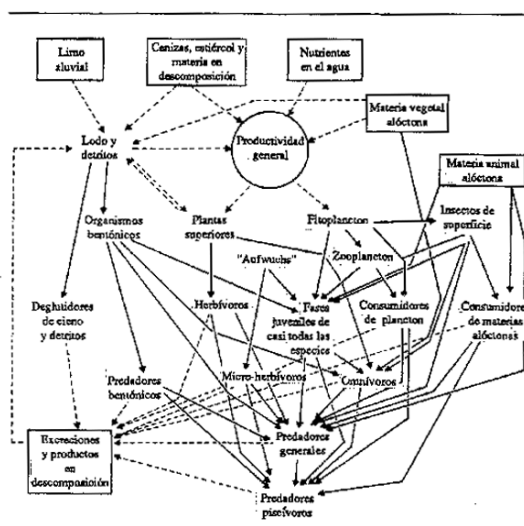 Limo
aluvial
Cenizas, estiércol y
materia en
descomposición
Nutrientes
en el agua
Materia vegetal
alóctona
Lodo y
detritos
Productividad
general
Materia animal
alóctona
Organismos
bentónicos
Plantas
superiores
Fitoplancton
Insectos de
superficie
"Aufwuchs"
Zooplancton
Deglutidores
de cieno
y detritos
Herbívoros
Fases
juveniles de
casi todas las
especies
Consumidores
de plancton
Consumidores
de materias
alóctonas
Predadores
bentónicos
Micro-herbívoros
Omnívoros
Excreciones
y productos
en
descomposición
Predadores
generales
Predadores
piscívoros